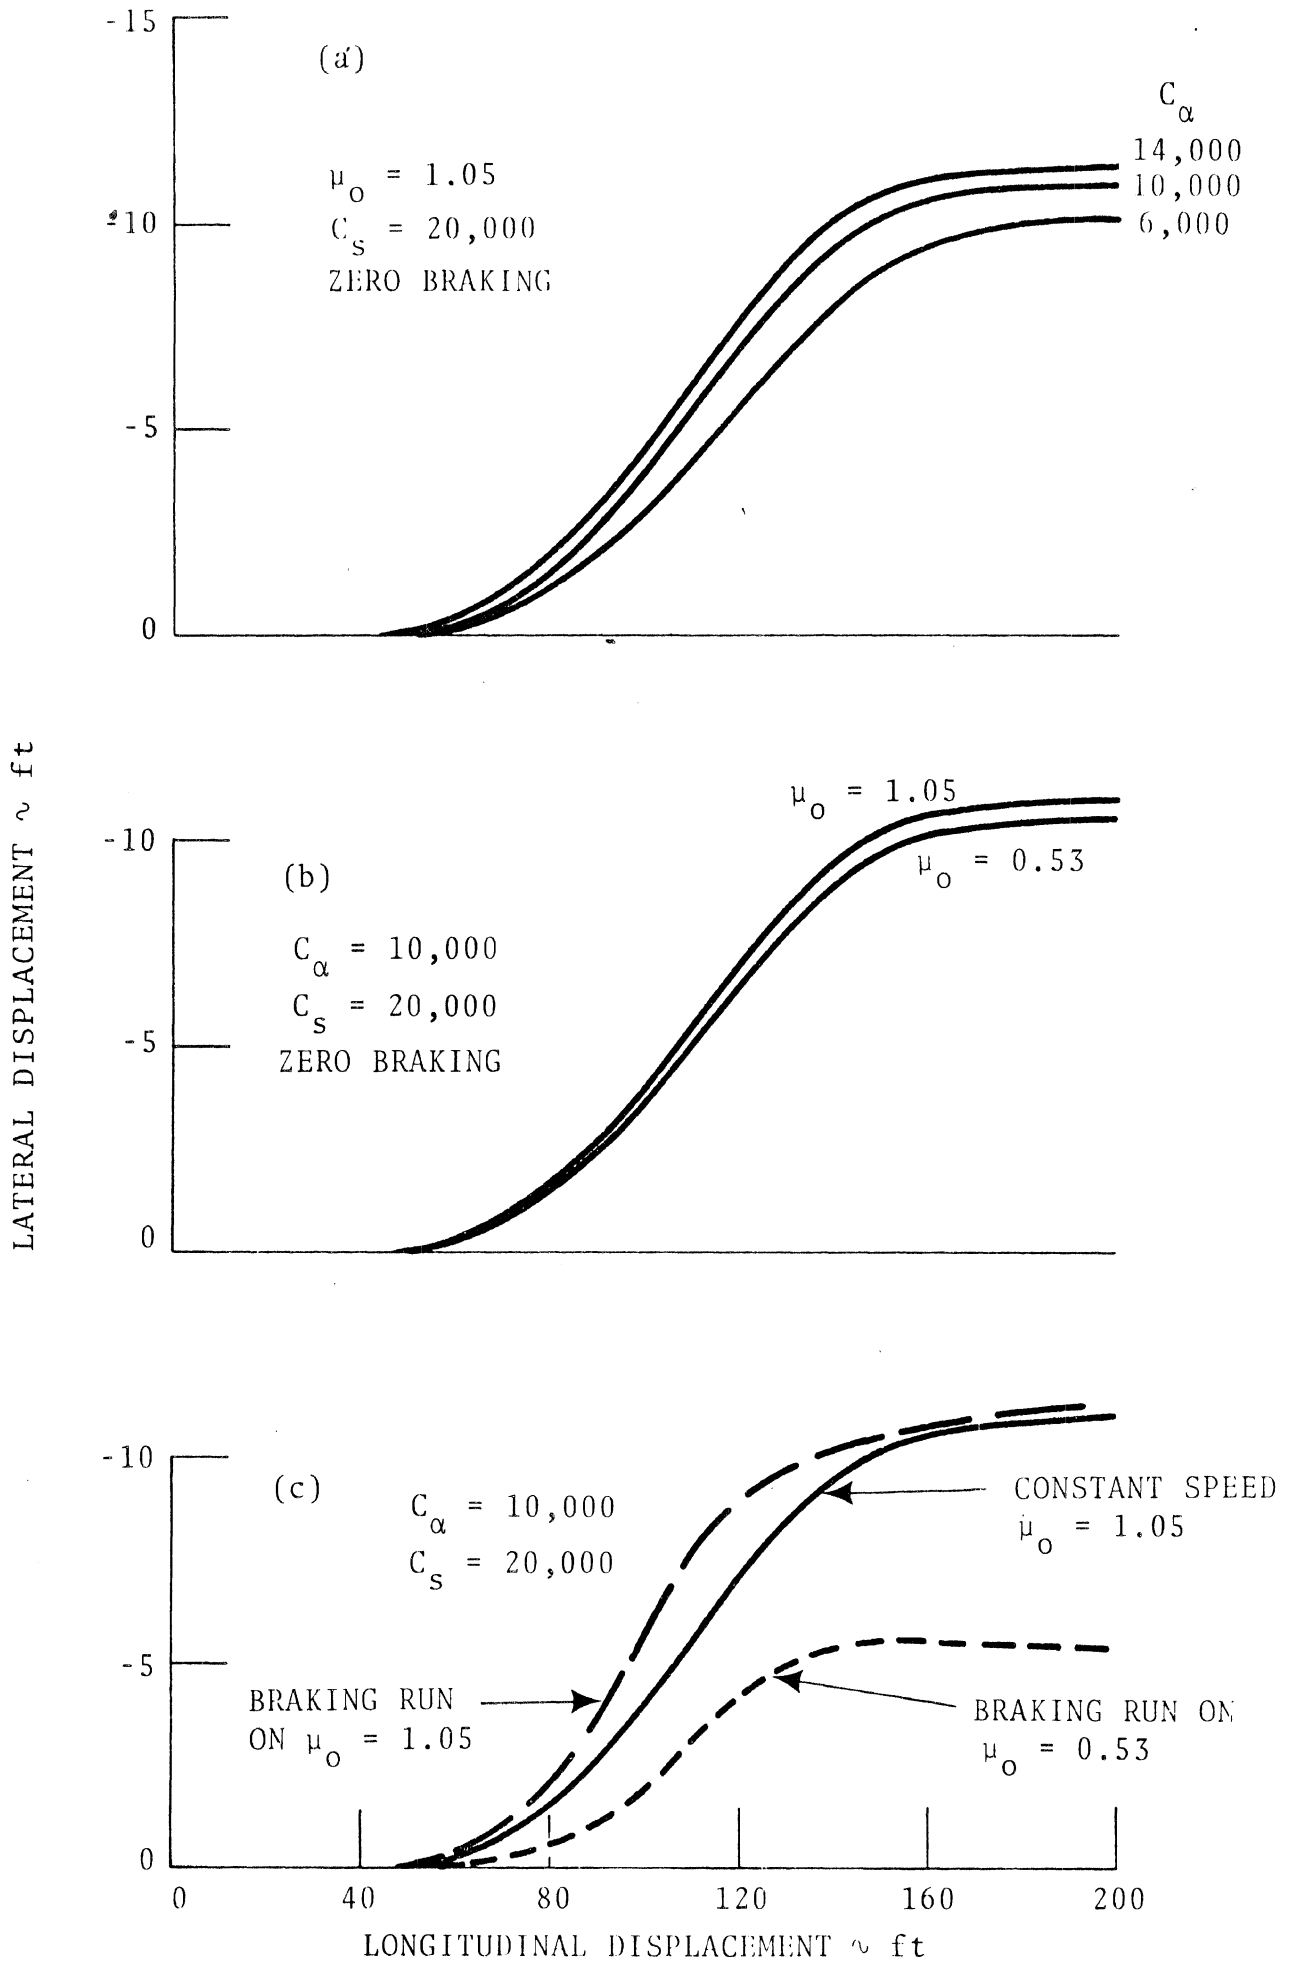 -15
(a)
Cα
14,000
μo = 1.05
10,000
-10
Cs = 20,000
6,000
ZERO BRAKING
-5
0
LATERAL DISPLACEMENT ~ ft
μo = 1.05
-10
μo = 0.53
(b)
Cα = 10,000
Cs = 20,000
-5
ZERO BRAKING
0
-10
(c)
Cα = 10,000
CONSTANT SPEED
μo = 1.05
Cs = 20,000
-5
BRAKING RUN
ON μo = 1.05
BRAKING RUN ON
μo = 0.53
0
0 40 80 120 160 200
LONGITUDINAL DISPLACEMENT ~ ft